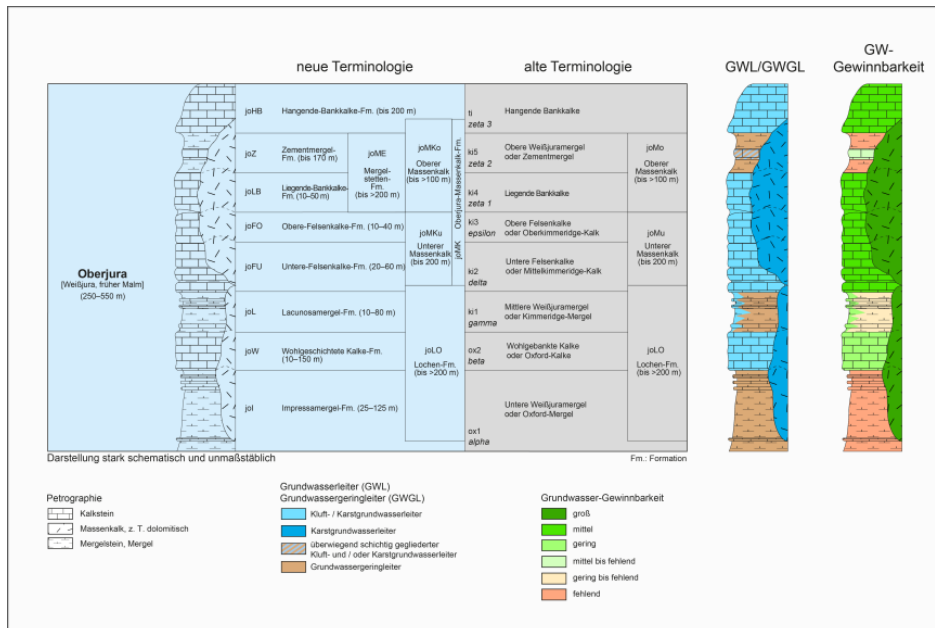 neue Terminologie
alte Terminologie
GWL/GWGL
GW-
Gewinnbarkeit
Oberjura
[Weißjura, früher Malm]
(250–550 m)
joHB
Hangende-Bankkalke-Fm. (bis 200 m)
joZ
Zementmergel-
Fm. (bis 170 m)
joLB
Liegende-Bankkalke-
Fm. (10–50 m)
joME
Mergel-
stetten-
Fm.
(bis >200 m)
joMKo
Oberer
Massenkalk
(bis >100 m)
joFO
Obere-Felsenkalke-Fm. (10–40 m)
joFU
Untere-Felsenkalke-Fm. (20–60 m)
joMKu
Unterer
Massenkalk
(bis 200 m)
joMK
Oberjura-Massenkalk-Fm.
joL
Lacunosamergel-Fm. (10–80 m)
joW
Wohlgeschichtete Kalke-Fm.
(10–150 m)
joI
Impressamergel-Fm. (25–125 m)
joLO
Lochen-Fm.
(bis >200 m)
ti
zeta 3
Hangende Bankkalke
ki5
zeta 2
Obere Weißjuramergel
oder Zementmergel
ki4
zeta 1
Liegende Bankkalke
joMo
Oberer
Massenkalk
(bis >100 m)
ki3
epsilon
Obere Felsenkalke
oder Oberkimmeridge-Kalk
ki2
delta
Untere Felsenkalke
oder Mittelkimmeridge-Kalk
joMu
Unterer
Massenkalk
(bis 200 m)
ki1
gamma
Mittlere Weißjuramergel
oder Kimmeridge-Mergel
ox2
beta
Wohlgebankte Kalke
oder Oxford-Kalke
ox1
alpha
Untere Weißjuramergel
oder Oxford-Mergel
joLO
Lochen-Fm.
(bis >200 m)
Darstellung stark schematisch und unmaßstäblich
Fm.: Formation
Petrographie
Kalkstein
Massenkalk, z. T. dolomitisch
Mergelstein, Mergel
Grundwasserleiter (GWL)
Grundwassergeringleiter (GWGL)
Kluft- / Karstgrundwasserleiter
Karstgrundwasserleiter
überwiegend schichtig gegliederter
Kluft- und / oder Karstgrundwasserleiter
Grundwassergeringleiter
Grundwasser-Gewinnbarkeit
groß
mittel
gering
mittel bis fehlend
gering bis fehlend
fehlend